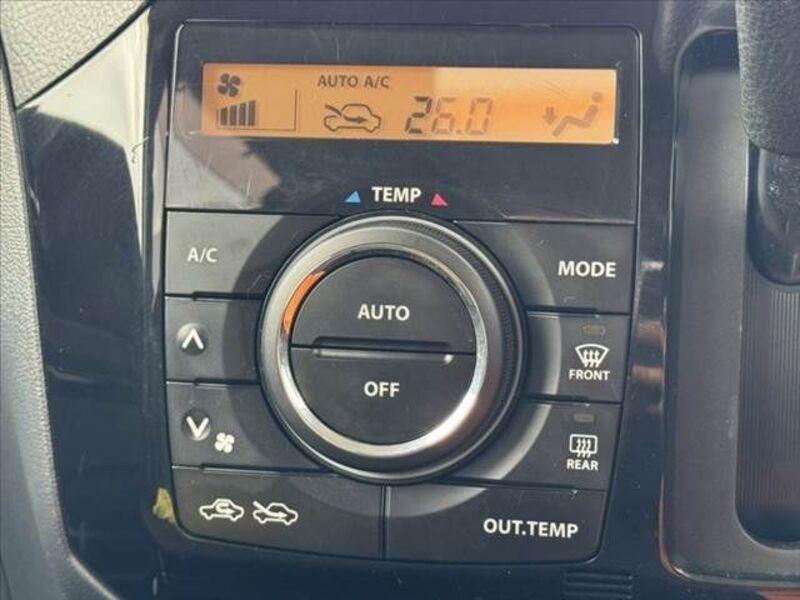 AUTO A/C
26.0
TEMP
A/C
MODE
AUTO
OFF
FRONT
REAR
OUT.TEMP